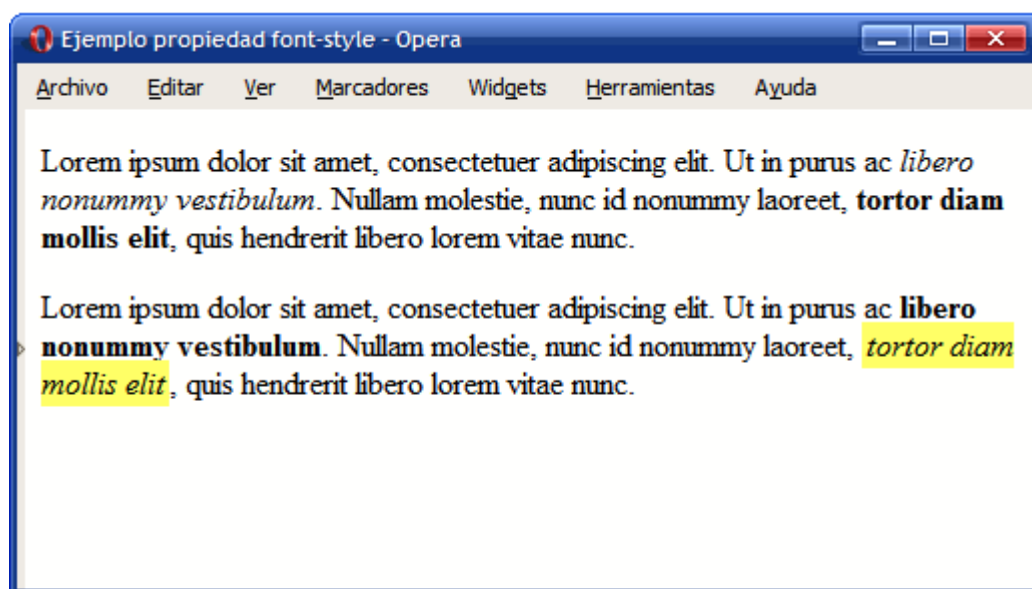 Ejemplo propiedad font-style - Opera
Archivo Editar Ver Marcadores Widgets Herramientas Ayuda
Lorem ipsum dolor sit amet, consectetuer adipiscing elit. Ut in purus ac libero
nonummy vestibulum. Nullam molestie, nunc id nonummy laoreet, tortor diam
mollis elit, quis hendrerit libero lorem vitae nunc.
Lorem ipsum dolor sit amet, consectetuer adipiscing elit. Ut in purus ac libero
nonummy vestibulum. Nullam molestie, nunc id nonummy laoreet, tortor diam
mollis elit, quis hendrerit libero lorem vitae nunc.